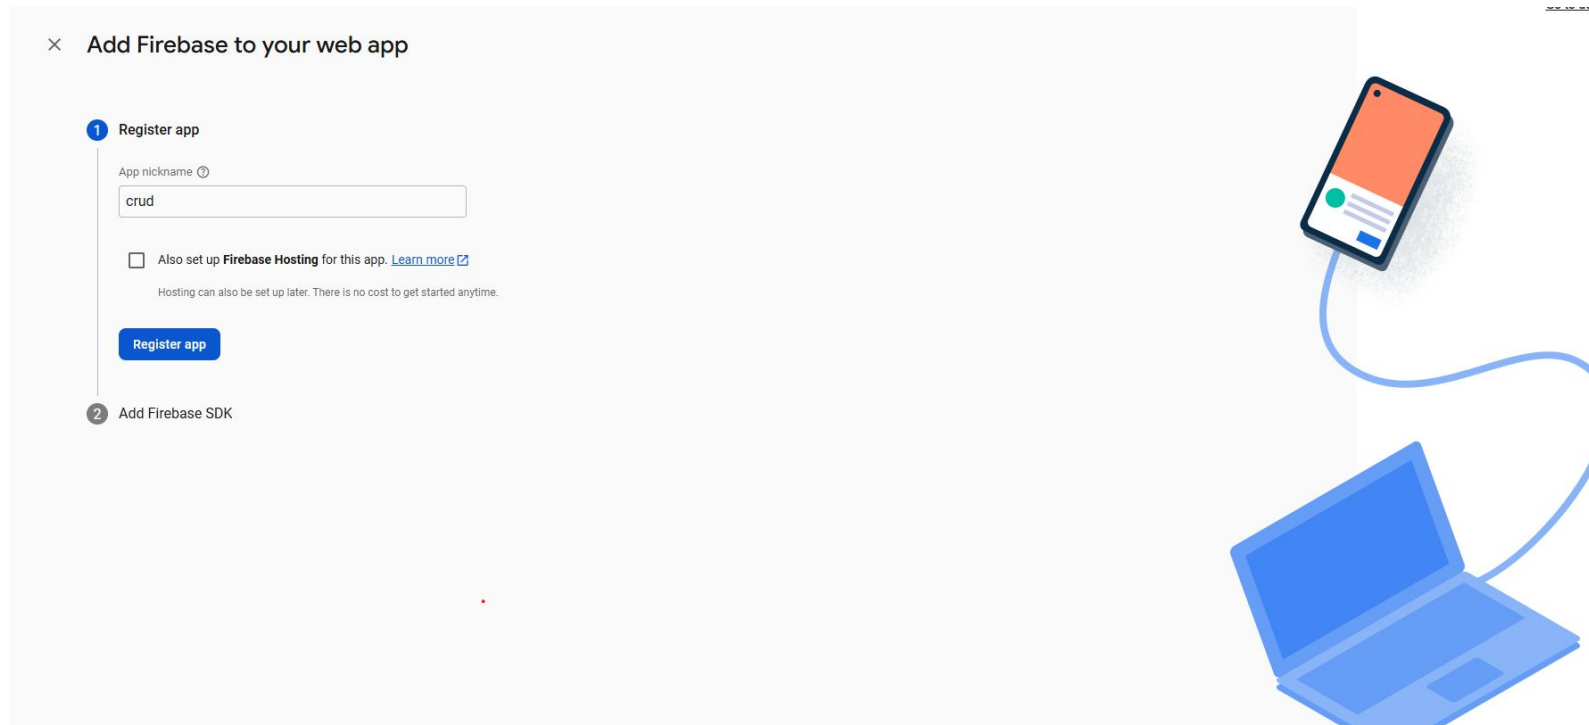 Add Firebase to your web app
1 Register app
App nickname
crud
Also set up Firebase Hosting for this app. Learn more
Hosting can also be set up later. There is no cost to get started anytime.
Register app
2 Add Firebase SDK